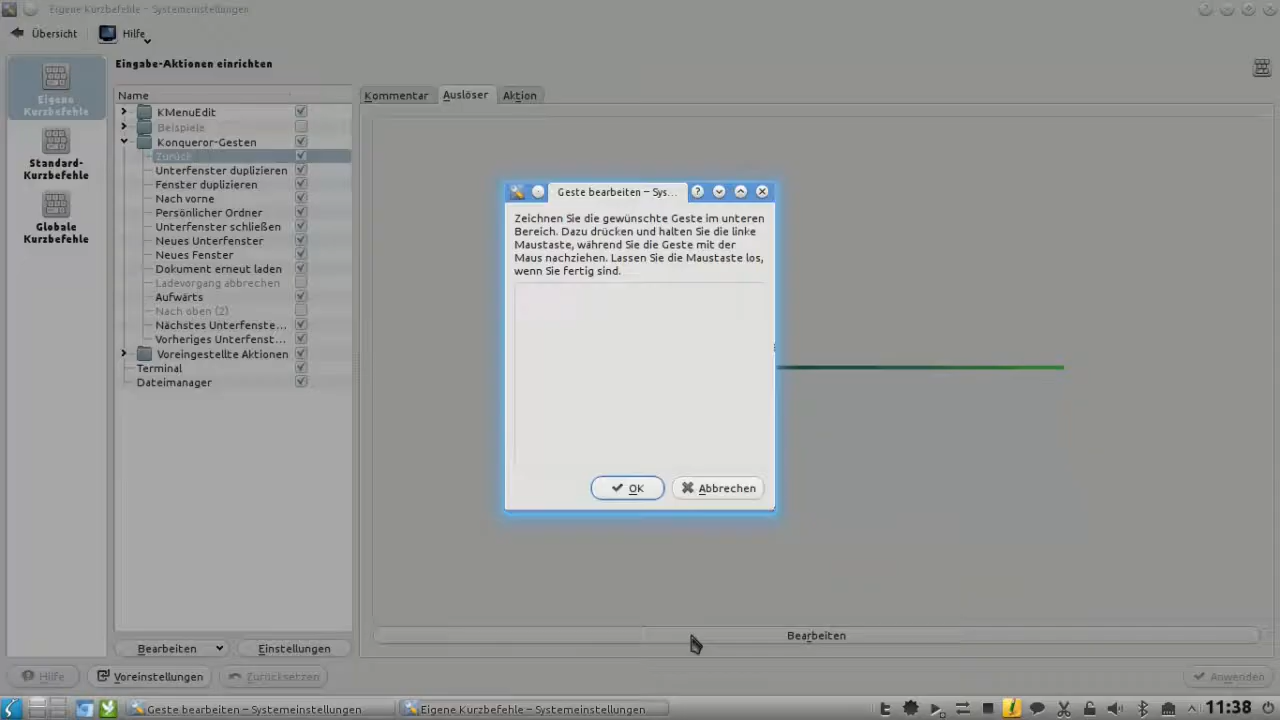 Eigene Kurzbefehle – Systemeinstellungen
Übersicht
Hilfe
Eingabe-Aktionen einrichten
Eigene
Kurzbefehle
Standard-
Kurzbefehle
Globale
Kurzbefehle
Name
KMenuEdit
Beispiele
Konqueror-Gesten
Zurück
Unterfenster duplizieren
Fenster duplizieren
Nach vorne
Persönlicher Ordner
Unterfenster schließen
Neues Unterfenster
Neues Fenster
Dokument erneut laden
Ladevorgang abbrechen
Aufwärts
Nach oben (2)
Nächstes Unterfenste...
Vorheriges Unterfenst...
Voreingestellte Aktionen
Terminal
Dateimanager
Kommentar
Auslöser
Aktion
Geste bearbeiten – Sys...
Zeichnen Sie die gewünschte Geste im unteren
Bereich. Dazu drücken und halten Sie die linke
Maustaste, während Sie die Geste mit der
Maus nachziehen. Lassen Sie die Maustaste los,
wenn Sie fertig sind.
OK
Abbrechen
Bearbeiten
Bearbeiten
Einstellungen
Hilfe
Voreinstellungen
Zurücksetzen
Anwenden
Geste bearbeiten – Systemeinstellungen
Eigene Kurzbefehle – Systemeinstellungen
11:38